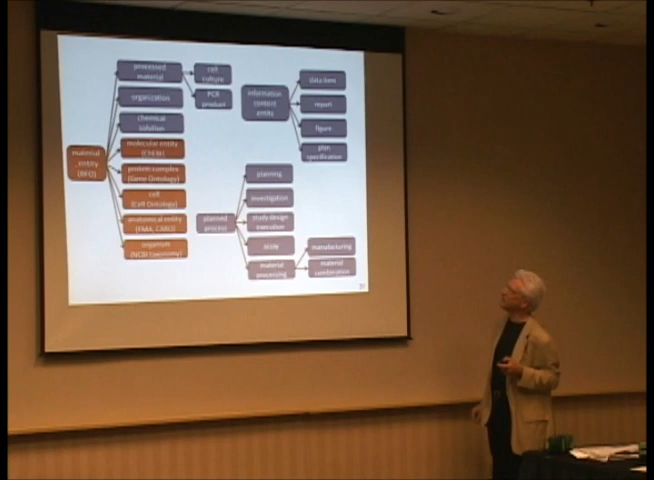 processed
material
cell
culture
PCR
product
organization
chemical
solution
molecular entity
(ChEBI)
material
entity
(BFO)
protein complex
(Gene Ontology)
cell
(Cell Ontology)
anatomical entity
(FMA, CARO)
organism
(NCBI Taxonomy)
information
content
entity
data item
report
figure
plan
specification
planned
process
planning
investigation
study design
execution
assay
material
processing
manufacturing
material
combination